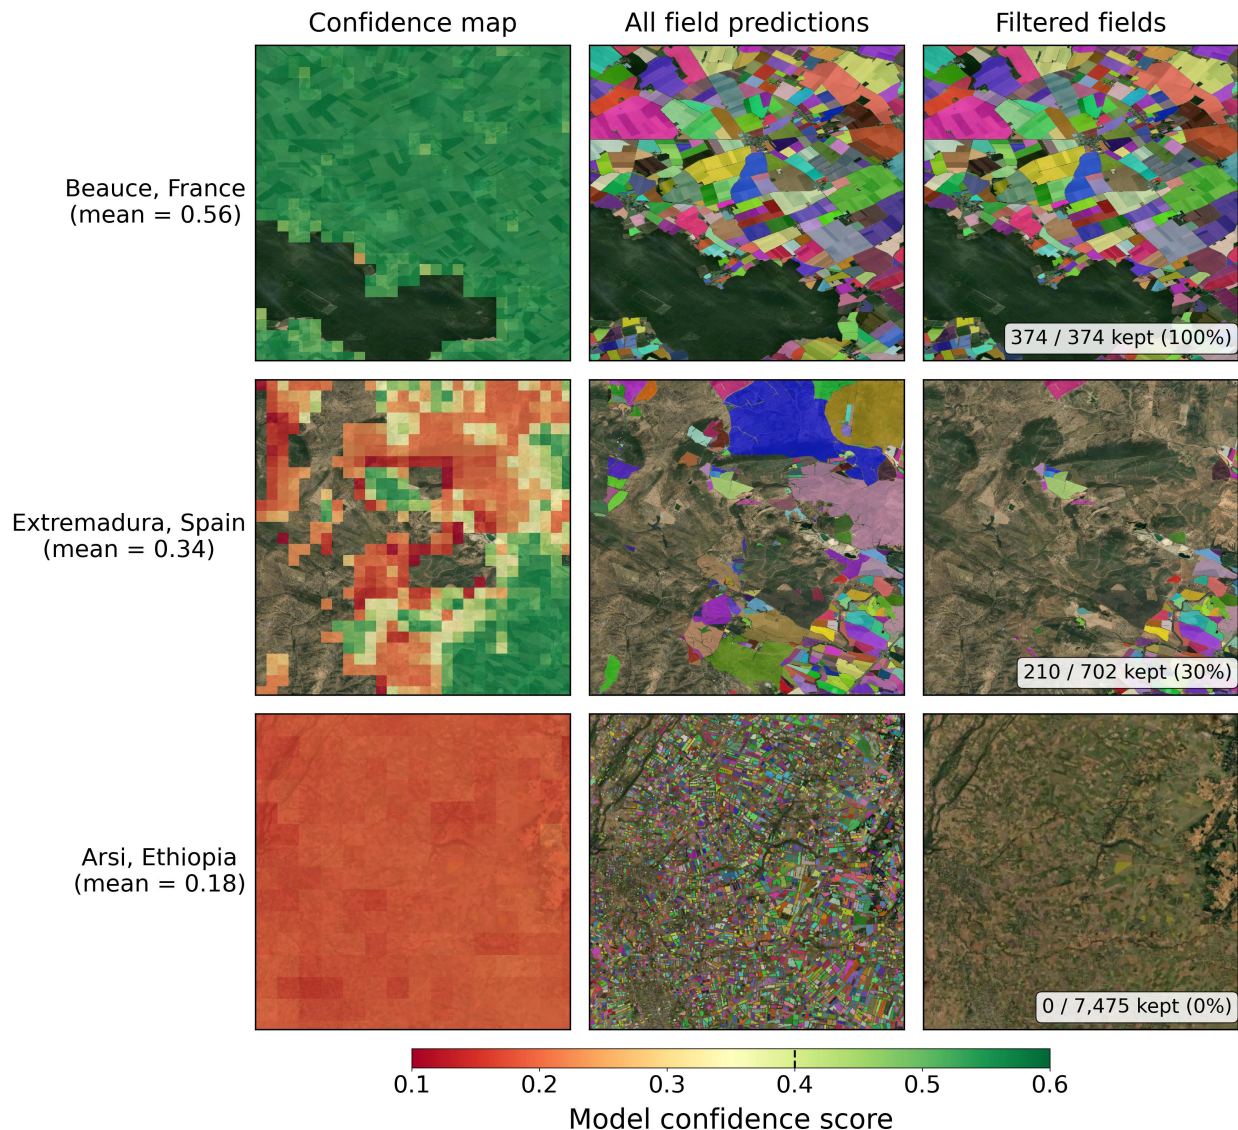 Confidence map
All field predictions
Filtered fields
Beauce, France
(mean = 0.56)
374 / 374 kept (100%)
Extremadura, Spain
(mean = 0.34)
210 / 702 kept (30%)
Arsi, Ethiopia
(mean = 0.18)
0 / 7,475 kept (0%)
0.1 0.2 0.3 0.4 0.5 0.6
Model confidence score